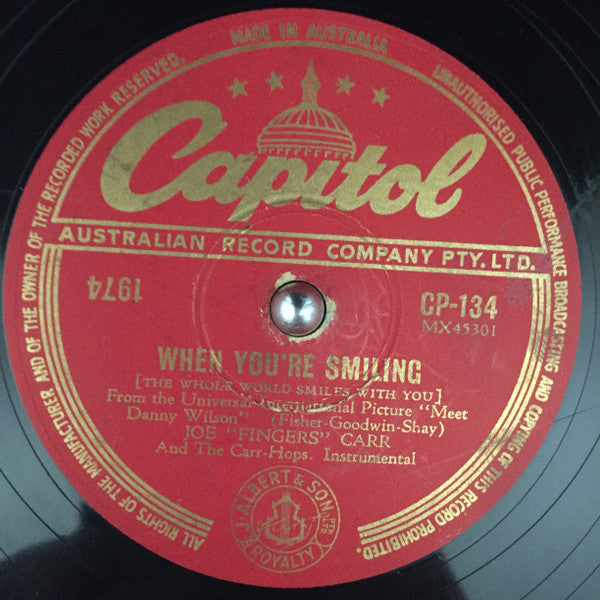 MADE IN AUSTRALIA
ALL RIGHTS OF THE MANUFACTURER AND OF THE OWNER OF THE RECORDED WORK RESERVED.
UNAUTHORISED PUBLIC PERFORMANCE BROADCASTING AND COPYING OF THIS RECORD PROHIBITED.
Capitol
AUSTRALIAN RECORD COMPANY PTY. LTD.
1974
CP-134
MX45301
WHEN YOU'RE SMILING
[THE WHOLE WORLD SMILES WITH YOU]
From the Universal-International Picture "Meet
Danny Wilson" (Fisher-Goodwin-Shay)
JOE "FINGERS" CARR
And The Carr-Hops. Instrumental
J. ALBERT & SON PTY. LTD.
ROYALTY